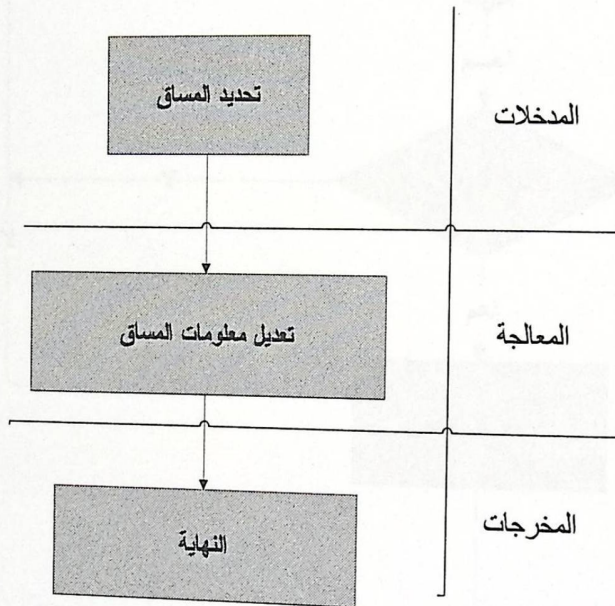 المدخلات
تحديد المساق
المعالجة
تعديل معلومات المساق
المخرجات
النهاية